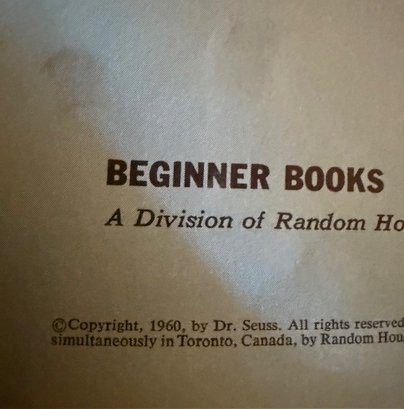 BEGINNER BOOKS
A Division of Random Ho
©Copyright, 1960, by Dr. Seuss. All rights reserved
simultaneously in Toronto, Canada, by Random Hou